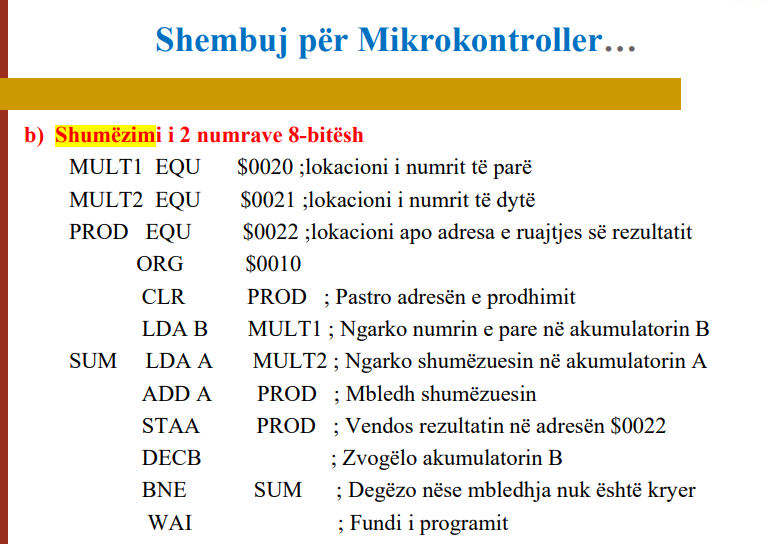 Shembuj për Mikrokontroller…
b) Shumëzimi i 2 numrave 8-bitësh
MULT1 EQU $0020 ;lokacioni i numrit të parë
MULT2 EQU $0021 ;lokacioni i numrit të dytë
PROD EQU $0022 ;lokacioni apo adresa e ruajtjes së rezultatit
ORG $0010
CLR PROD ; Pastro adresën e prodhimit
LDA B MULT1 ; Ngarko numrin e pare në akumulatorin B
SUM LDA A MULT2 ; Ngarko shumëzuesin në akumulatorin A
ADD A PROD ; Mbledh shumëzuesin
STAA PROD ; Vendos rezultatin në adresën $0022
DECB ; Zvogëlo akumulatorin B
BNE SUM ; Degëzo nëse mbledhja nuk është kryer
WAI ; Fundi i programit